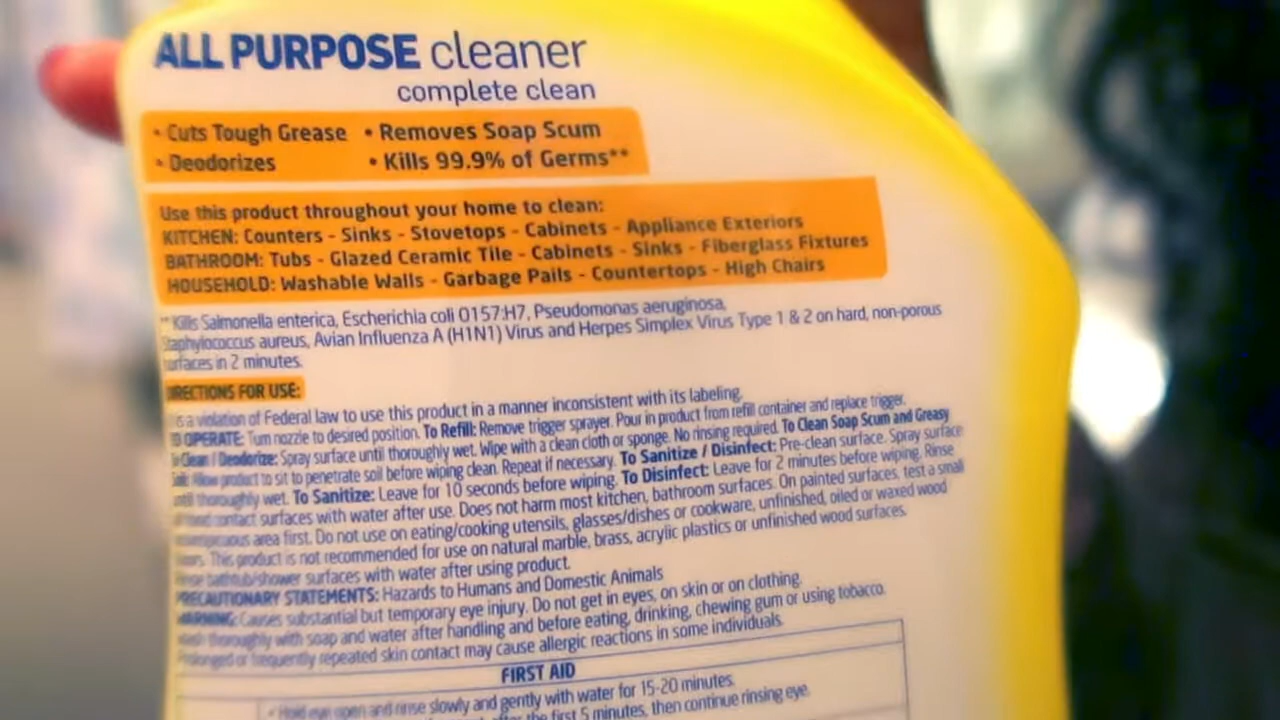 ALL PURPOSE cleaner
complete clean
• Cuts Tough Grease • Removes Soap Scum
• Deodorizes • Kills 99.9% of Germs**
Use this product throughout your home to clean:
KITCHEN: Counters - Sinks - Stovetops - Cabinets - Appliance Exteriors
BATHROOM: Tubs - Glazed Ceramic Tile - Cabinets - Sinks - Fiberglass Fixtures
HOUSEHOLD: Washable Walls - Garbage Pails - Countertops - High Chairs
** Kills Salmonella enterica, Escherichia coli O157:H7, Pseudomonas aeruginosa,
Staphylococcus aureus, Avian Influenza A (H1N1) Virus and Herpes Simplex Virus Type 1 & 2 on hard, non-porous
surfaces in 2 minutes.
DIRECTIONS FOR USE:
is a violation of Federal law to use this product in a manner inconsistent with its labeling.
TO OPERATE: Turn nozzle to desired position. To Refill: Remove trigger sprayer. Pour in product from refill container and replace trigger.
To Clean / Deodorize: Spray surface until thoroughly wet. Wipe with a clean cloth or sponge. No rinsing required. To Clean Soap Scum and Greasy
Soil: Allow product to sit to penetrate soil before wiping clean. Repeat if necessary. To Sanitize / Disinfect: Pre-clean surface. Spray surface
until thoroughly wet. To Sanitize: Leave for 10 seconds before wiping. To Disinfect: Leave for 2 minutes before wiping. Rinse
contact surfaces with water after use. Does not harm most kitchen, bathroom surfaces. On painted surfaces, test a small
area first. Do not use on eating/cooking utensils, glasses/dishes or cookware, unfinished, oiled or waxed wood
This product is not recommended for use on natural marble, brass, acrylic plastics or unfinished wood surfaces.
Rinse bathtub/shower surfaces with water after using product.
PRECAUTIONARY STATEMENTS: Hazards to Humans and Domestic Animals
WARNING: Causes substantial but temporary eye injury. Do not get in eyes, on skin or on clothing.
Wash thoroughly with soap and water after handling and before eating, drinking, chewing gum or using tobacco.
Prolonged or frequently repeated skin contact may cause allergic reactions in some individuals.
FIRST AID
• Hold eye open and rinse slowly and gently with water for 15-20 minutes.
the first 5 minutes, then continue rinsing eye.